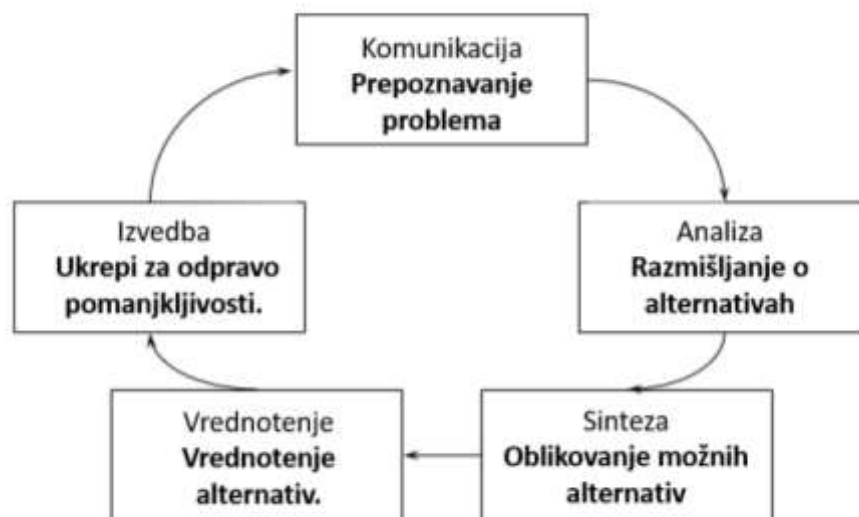 Komunikacija
Prepoznavanje
problema
Analiza
Razmišljanje o
alternativah
Sinteza
Oblikovanje možnih
alternativ
Vrednotenje
Vrednotenje
alternativ.
Izvedba
Ukrepi za odpravo
pomanjkljivosti.